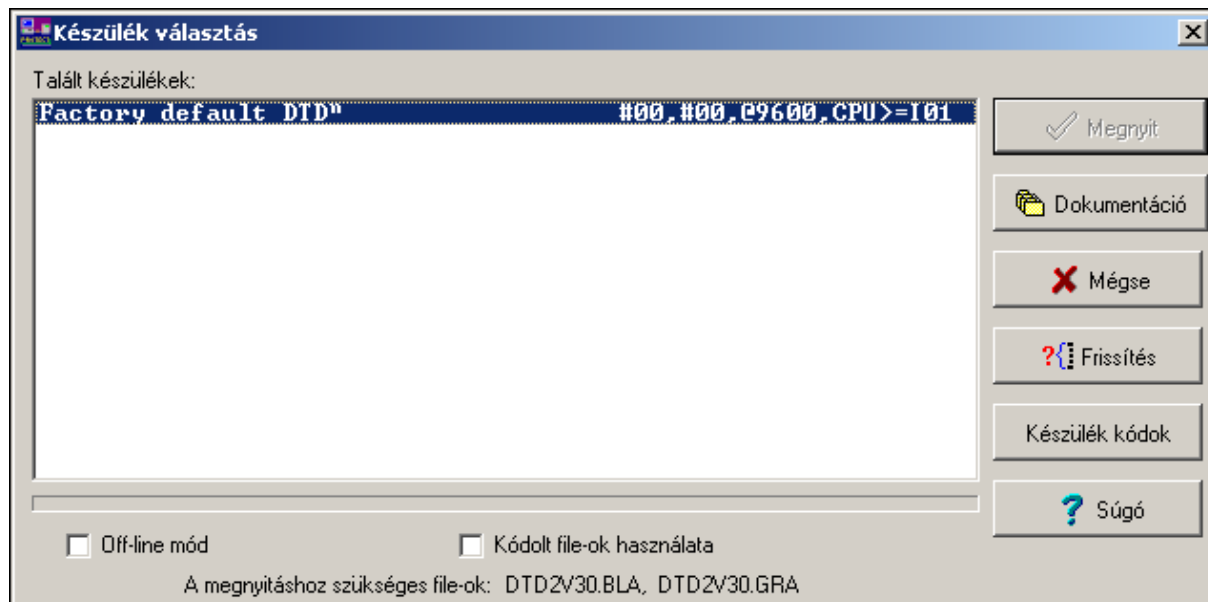 Készülék választás
Talált készülékek:
Factory default DTDⁿ #00,#00,@9600,CPU>=I01
Megnyit
Dokumentáció
Mégse
Frissítés
Készülék kódok
Súgó
Off-line mód
Kódolt file-ok használata
A megnyitáshoz szükséges file-ok: DTD2V30.BLA, DTD2V30.GRA